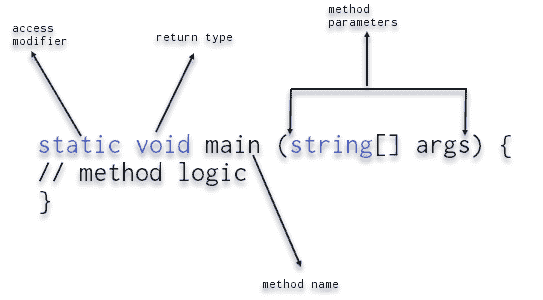 method
parameters
access
modifier
return type
static void main (string[] args) {
// method logic
}
method name